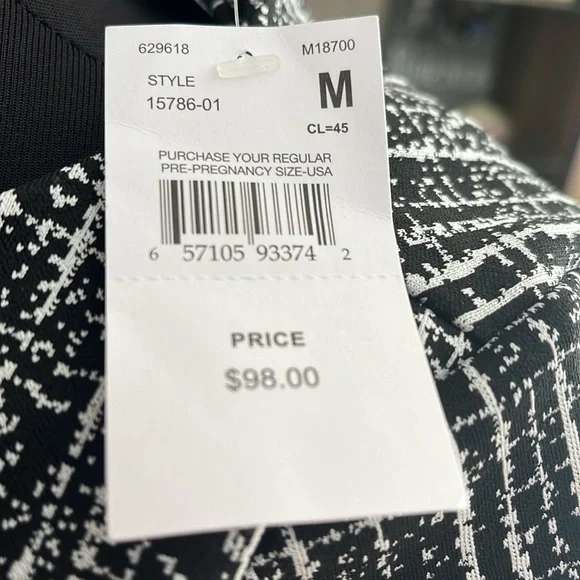 629618 M18700
STYLE
15786-01 M
CL=45
PURCHASE YOUR REGULAR
PRE-PREGNANCY SIZE-USA
6 57105 93374 2
PRICE
$98.00